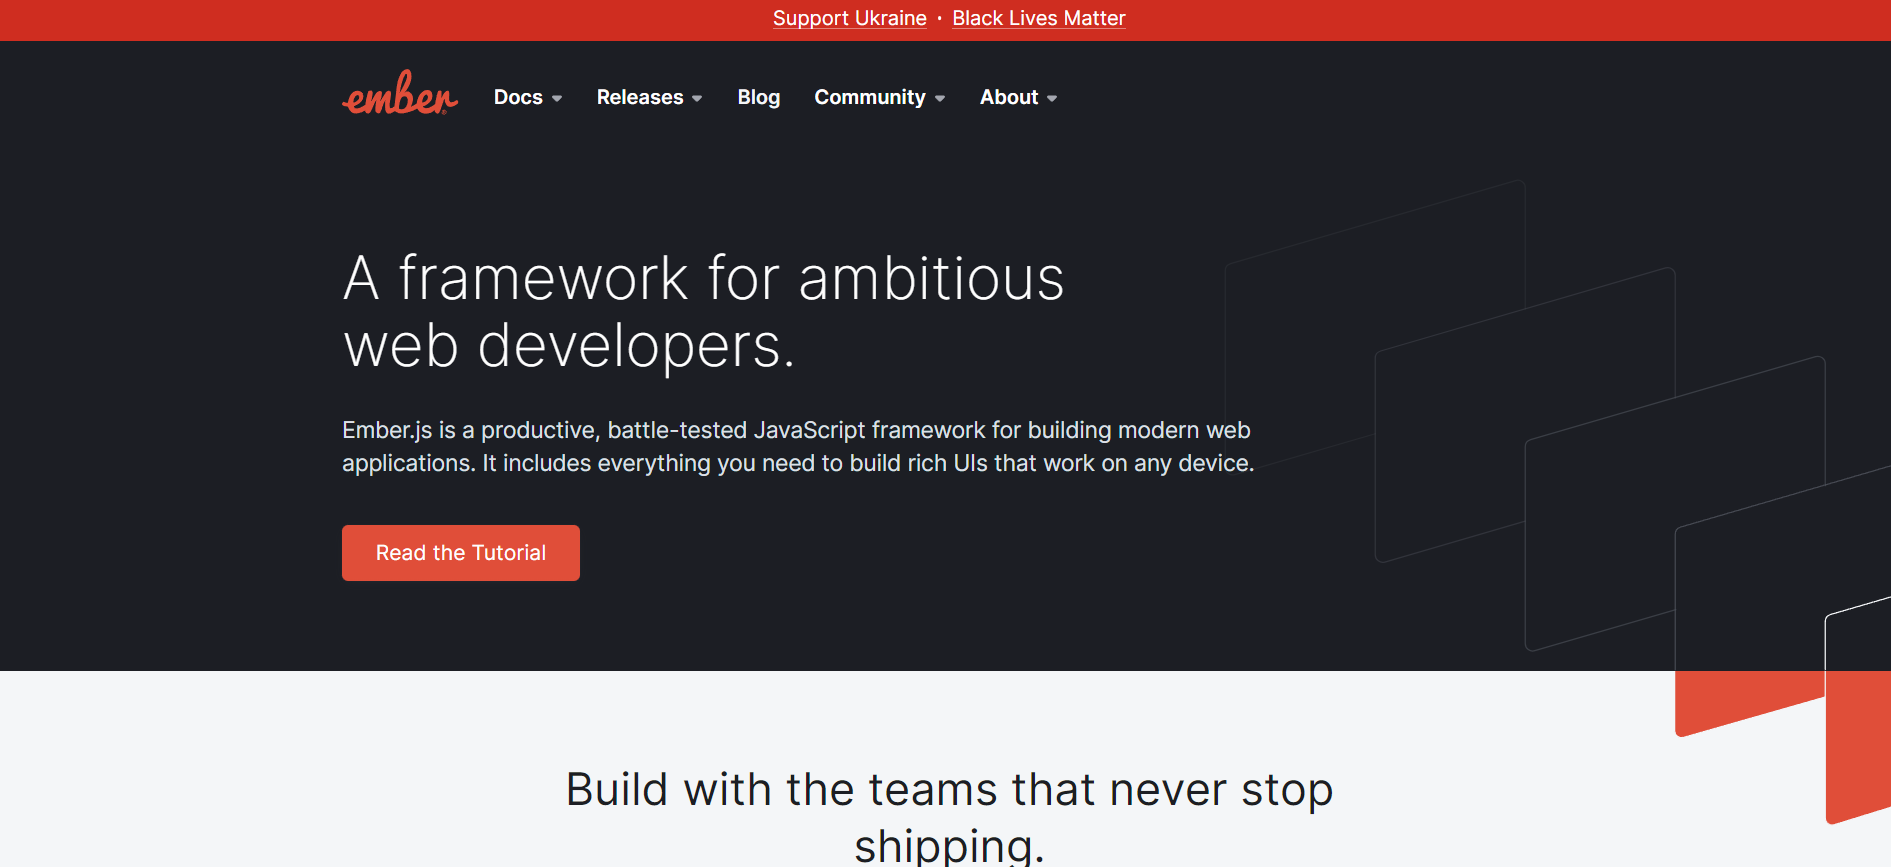 Support Ukraine · Black Lives Matter
ember Docs Releases Blog Community About
A framework for ambitious
web developers.
Ember.js is a productive, battle-tested JavaScript framework for building modern web
applications. It includes everything you need to build rich UIs that work on any device.
Read the Tutorial
Build with the teams that never stop
shipping.